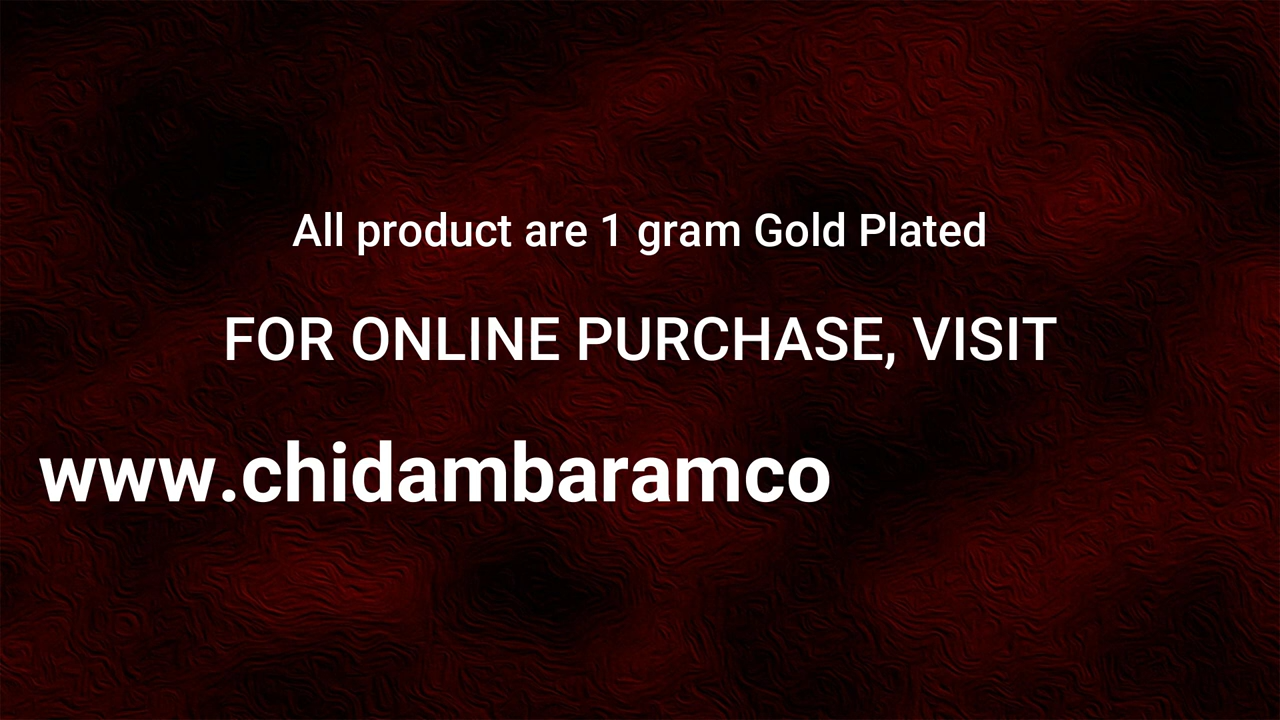 All product are 1 gram Gold Plated
FOR ONLINE PURCHASE, VISIT
www.chidambaramco